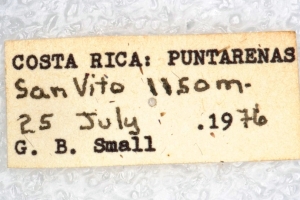 COSTA RICA: PUNTARENAS
San Vito 1150m.
25 July .1976
G. B. Small